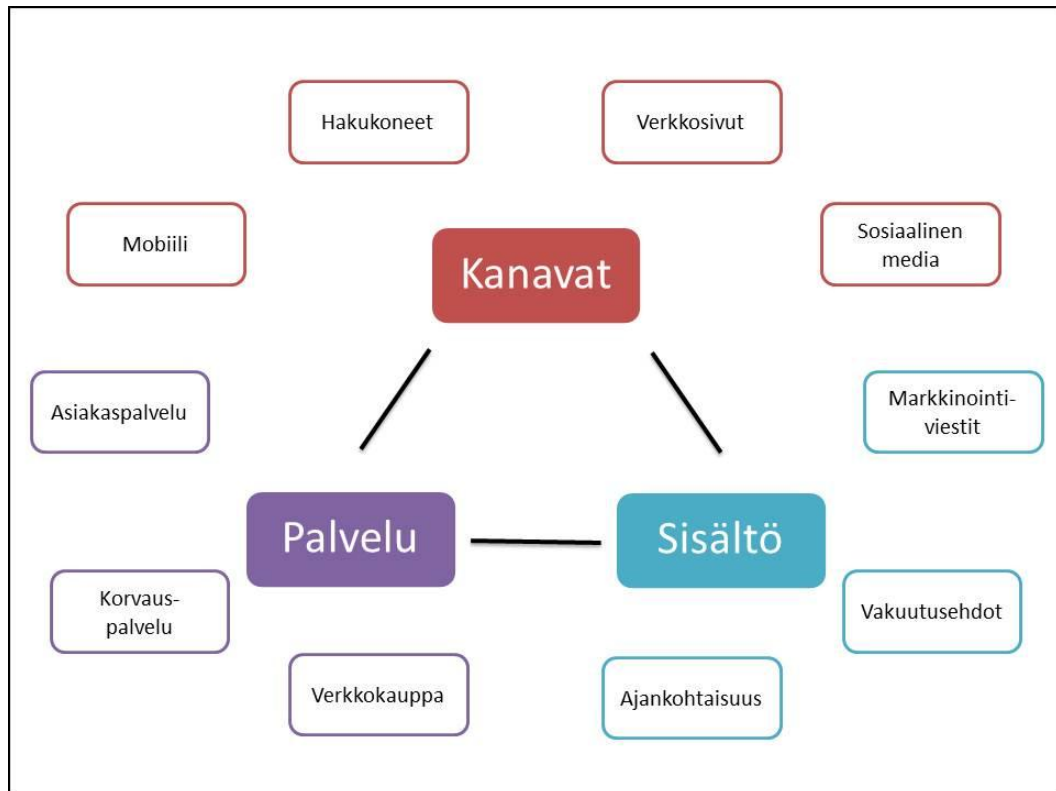 Hakukoneet
Verkkosivut
Mobiili
Sosiaalinen
media
Kanavat
Asiakaspalvelu
Markkinointi-
viestit
Palvelu
Sisältö
Korvaus-
palvelu
Vakuutusehdot
Verkkokauppa
Ajankohtaisuus